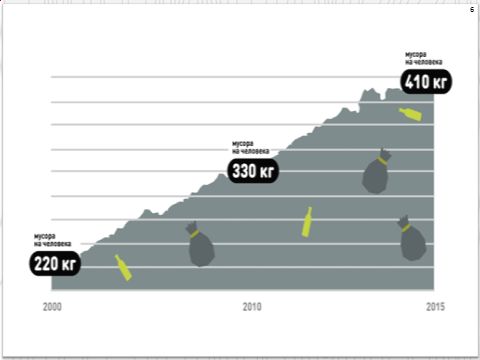 6
мусора
на человека
410 кг
мусора
на человека
330 кг
мусора
на человека
220 кг
2000
2010
2015